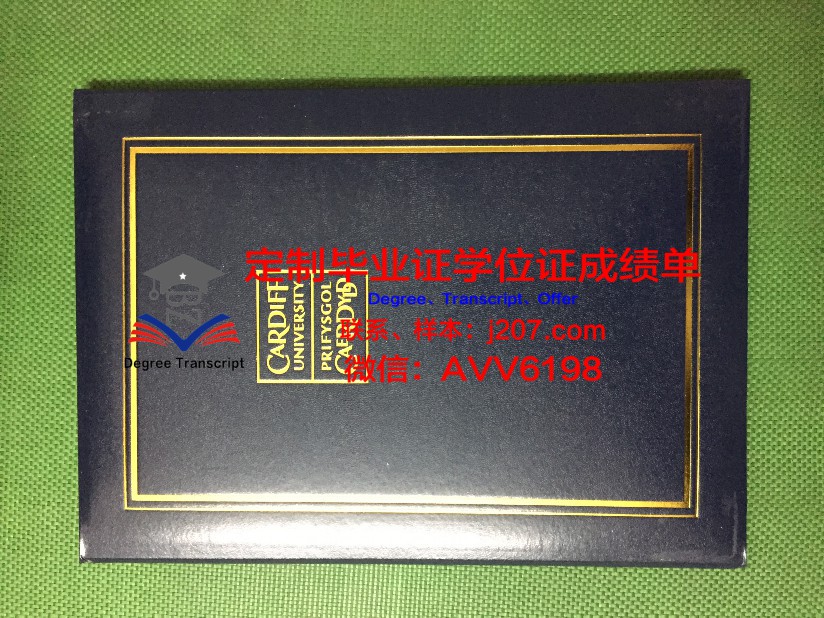 定制毕业证学位证成绩单
Degree、Transcript、Offer
联系、样本：j207.com
微信：AVV6198
Degree Transcript
CARDIFF
UNIVERSITY
PRIFYSGOL
CAERDYDD